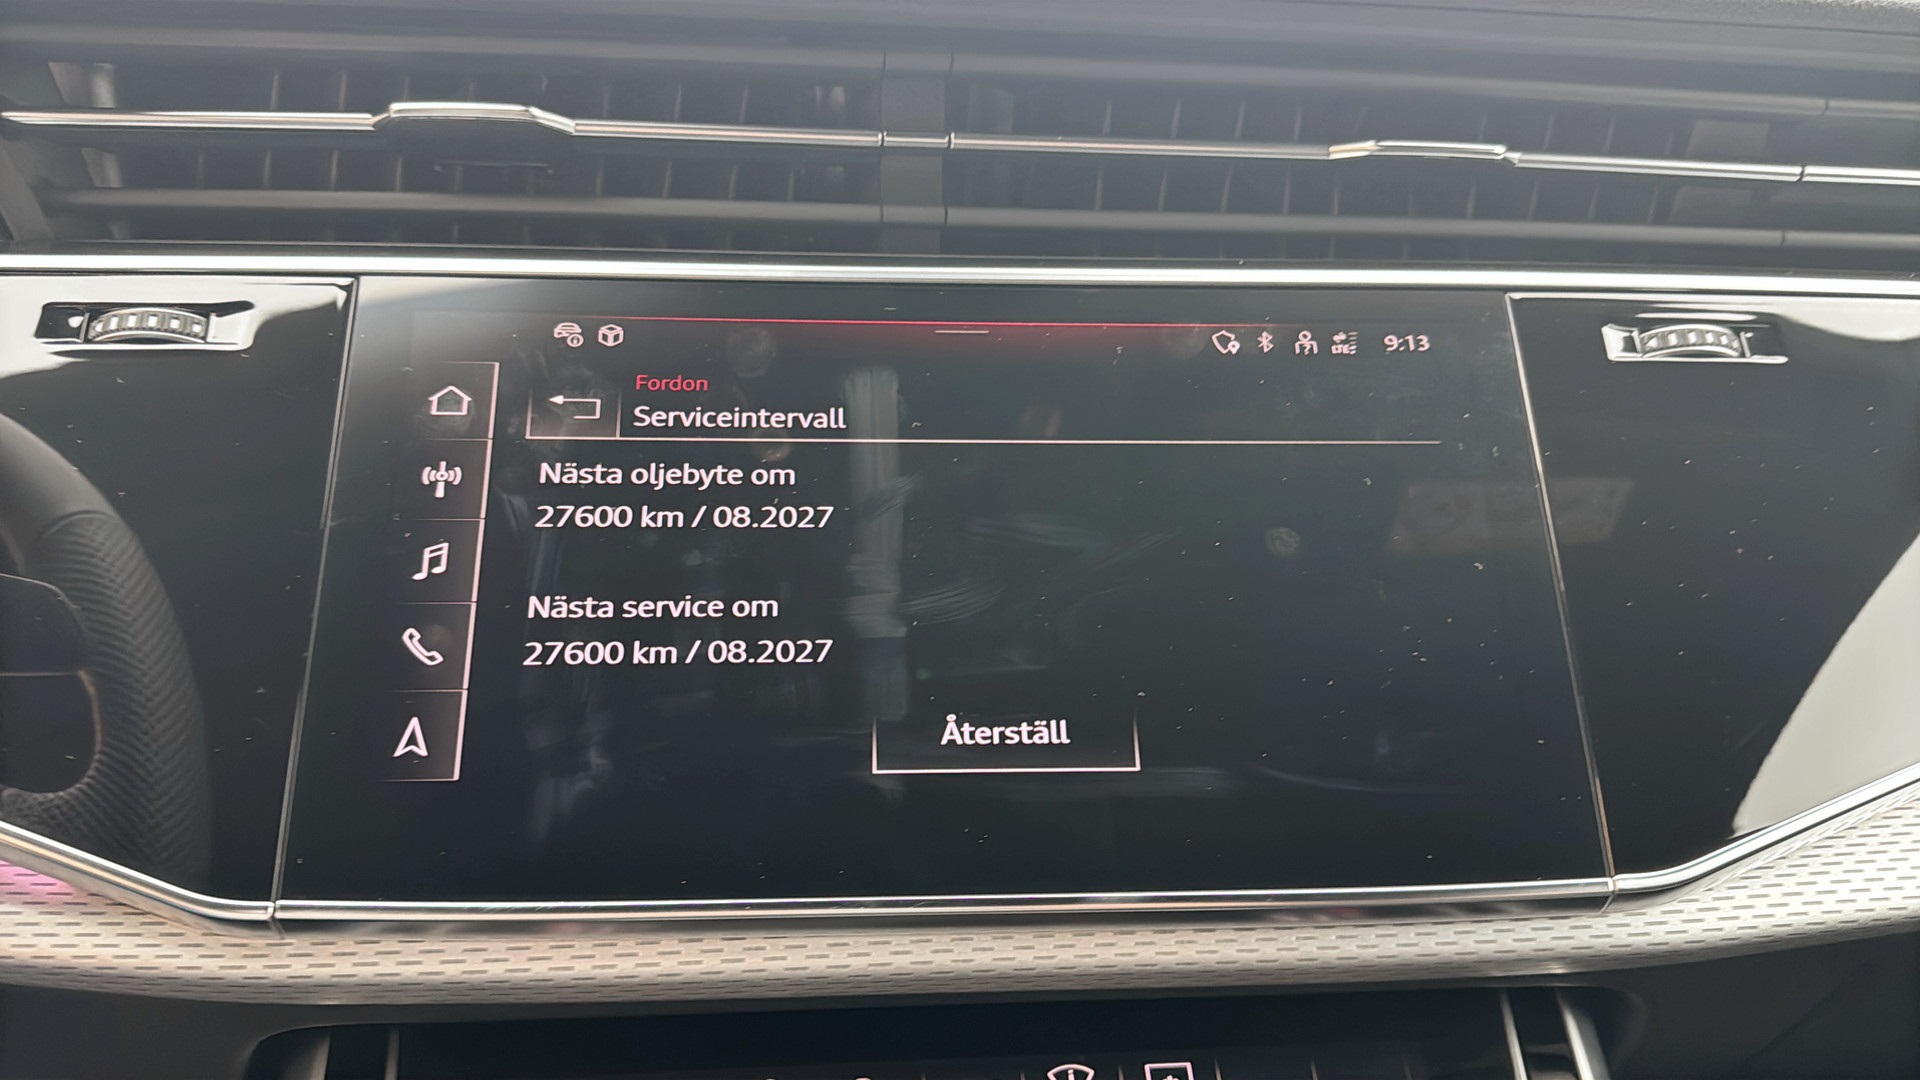 9:13
Fordon
Serviceintervall
Nästa oljebyte om
27600 km / 08.2027
Nästa service om
27600 km / 08.2027
Återställ